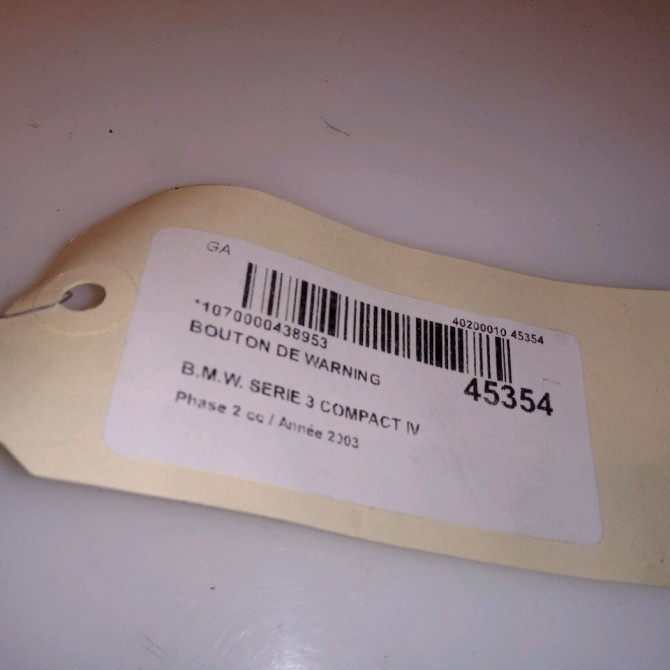 GA
40200010 45354
*1070000438953
BOUTON DE WARNING
45354
B.M.W. SERIE 3 COMPACT IV
Phase 2 cc / Année 2003